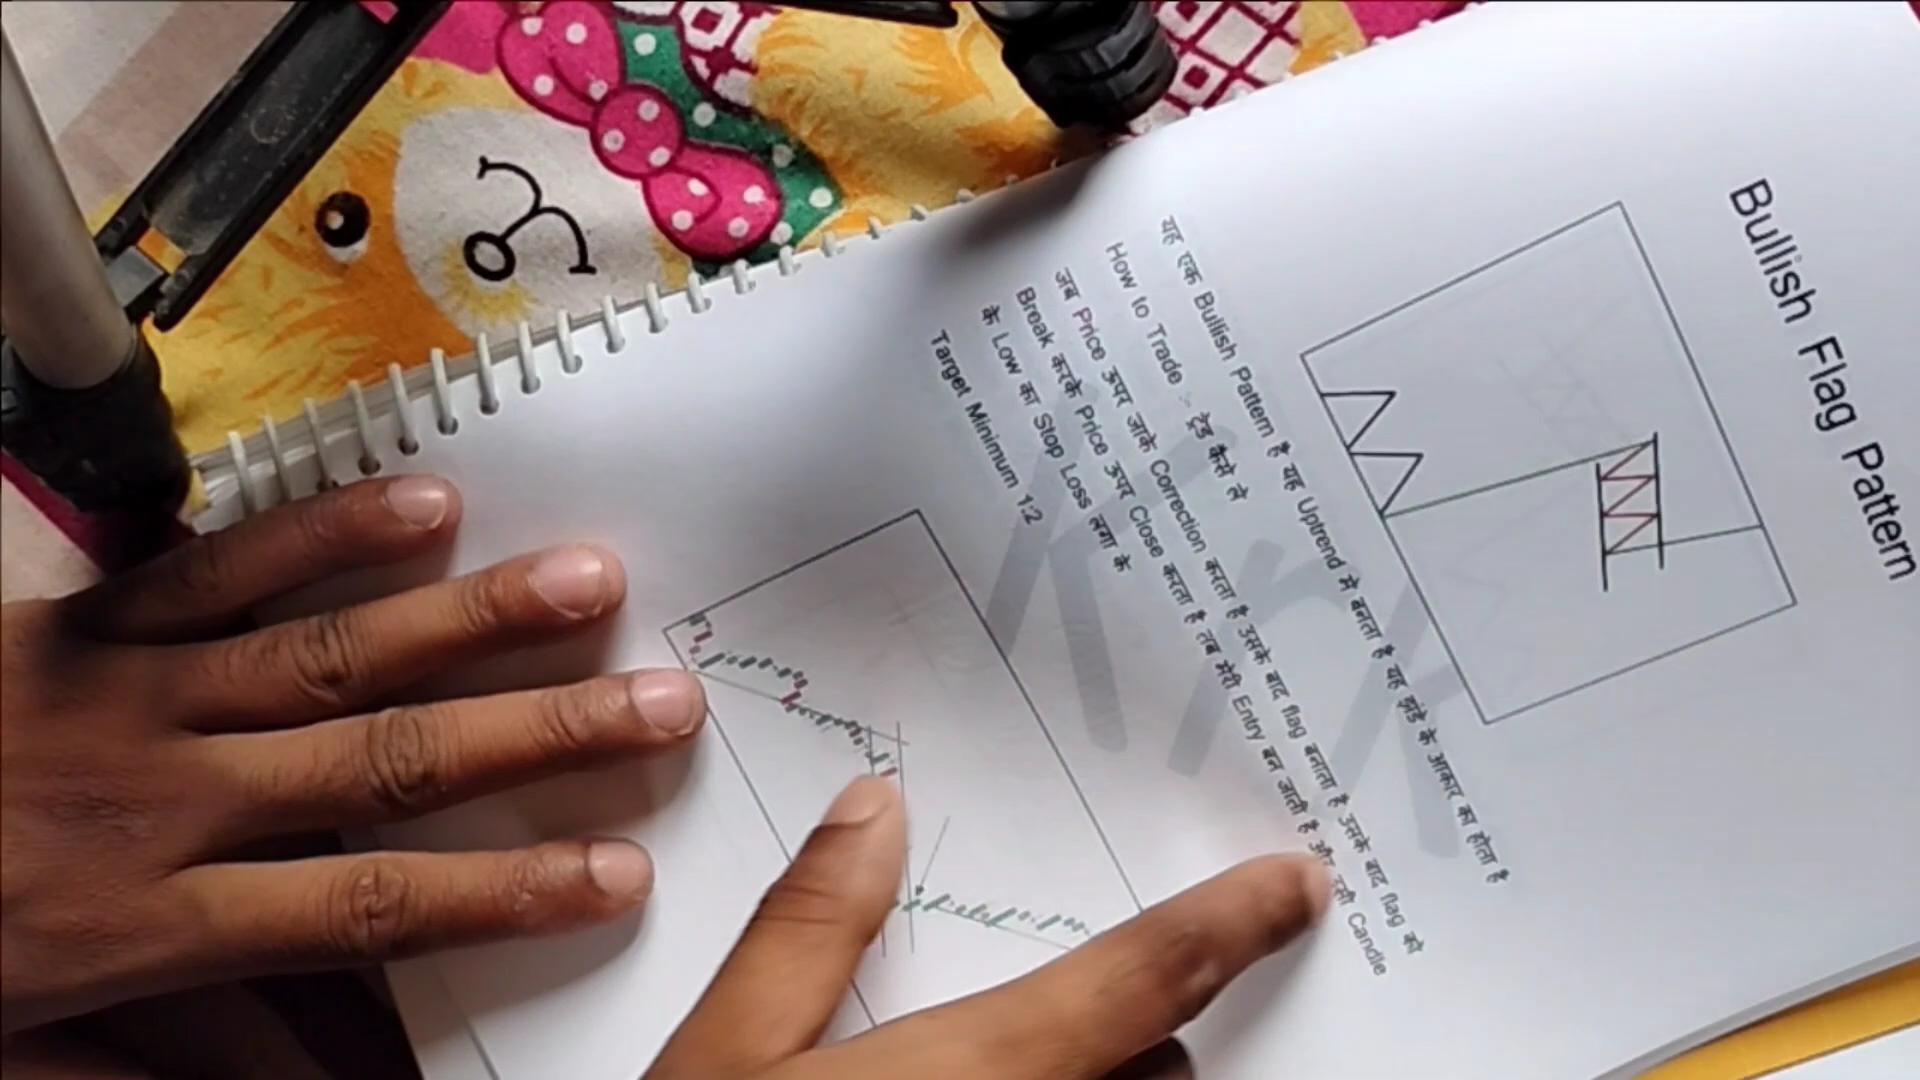 Bullish Flag Pattern
यह एक Bullish Pattern है यह Uptrend मे बनता है यह झंडे के आकार का होता है
How to Trade :- ट्रेड कैसे ले
जब Price ऊपर जाके Correction करता है उसके बाद flag बनाता है उसके बाद flag को
Break करके Price ऊपर Close करता है तब मेरी Entry बन जाती है और उसी Candle
के Low का Stop Loss लगा के
Target Minimum 1:2